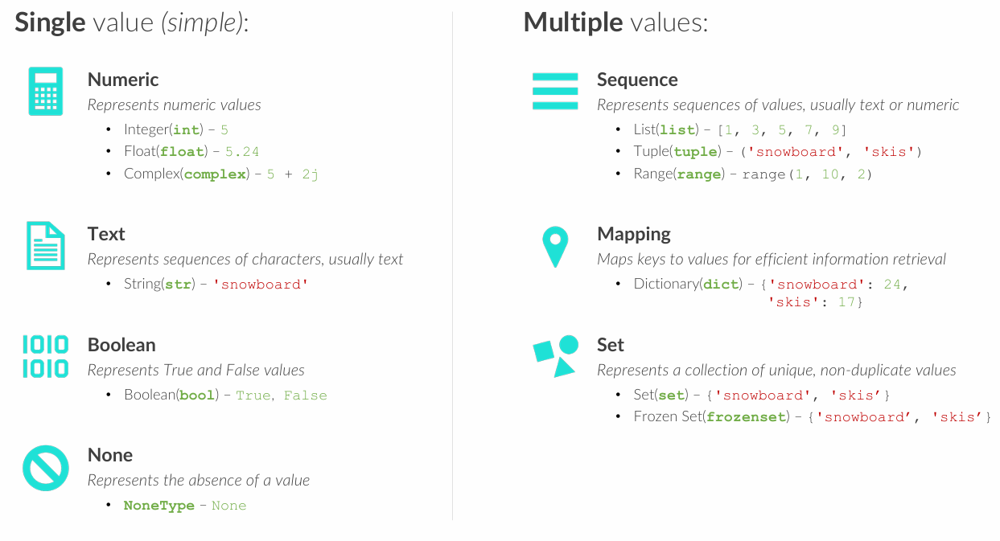 Single value (simple):
Numeric
Represents numeric values
• Integer(int) – 5
• Float(float) – 5.24
• Complex(complex) – 5 + 2j
Text
Represents sequences of characters, usually text
• String(str) – 'snowboard'
1010
1010
Boolean
Represents True and False values
• Boolean(bool) – True, False
None
Represents the absence of a value
• NoneType – None
Multiple values:
Sequence
Represents sequences of values, usually text or numeric
• List(list) – [1, 3, 5, 7, 9]
• Tuple(tuple) – ('snowboard', 'skis')
• Range(range) – range(1, 10, 2)
Mapping
Maps keys to values for efficient information retrieval
• Dictionary(dict) – {'snowboard': 24,
'skis': 17}
Set
Represents a collection of unique, non-duplicate values
• Set(set) – {'snowboard', 'skis’}
• Frozen Set(frozenset) – {'snowboard’, 'skis’}